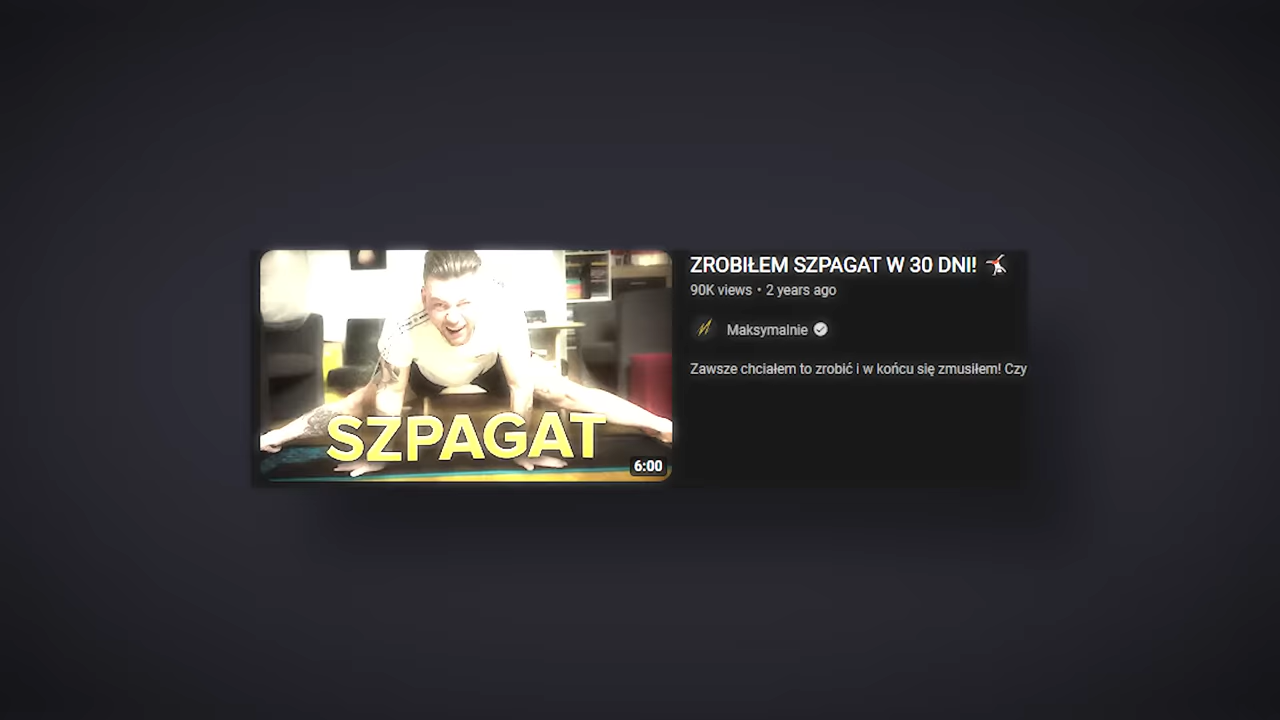 ZROBIŁEM SZPAGAT W 30 DNI! 🤸
90K views • 2 years ago
Maksymalnie
Zawsze chciałem to zrobić i w końcu się zmusiłem! Czy
SZPAGAT
6:00